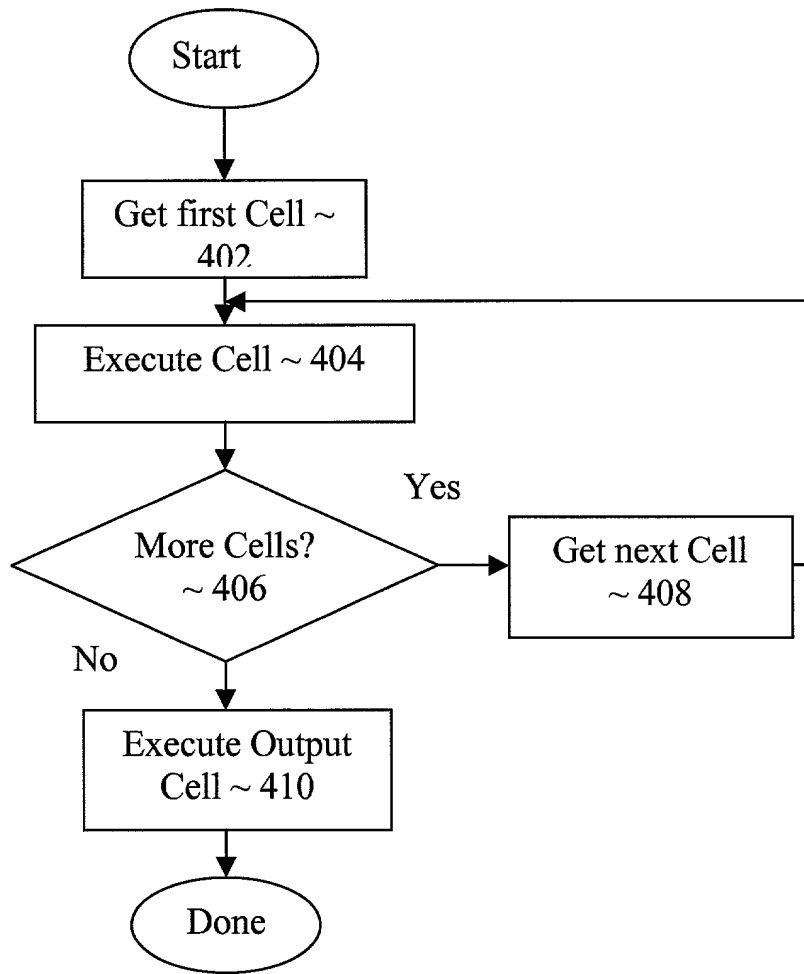 Start
Get first Cell ~
402
Execute Cell ~ 404
Yes
More Cells?
~ 406
Get next Cell
~ 408
No
Execute Output
Cell ~ 410
Done